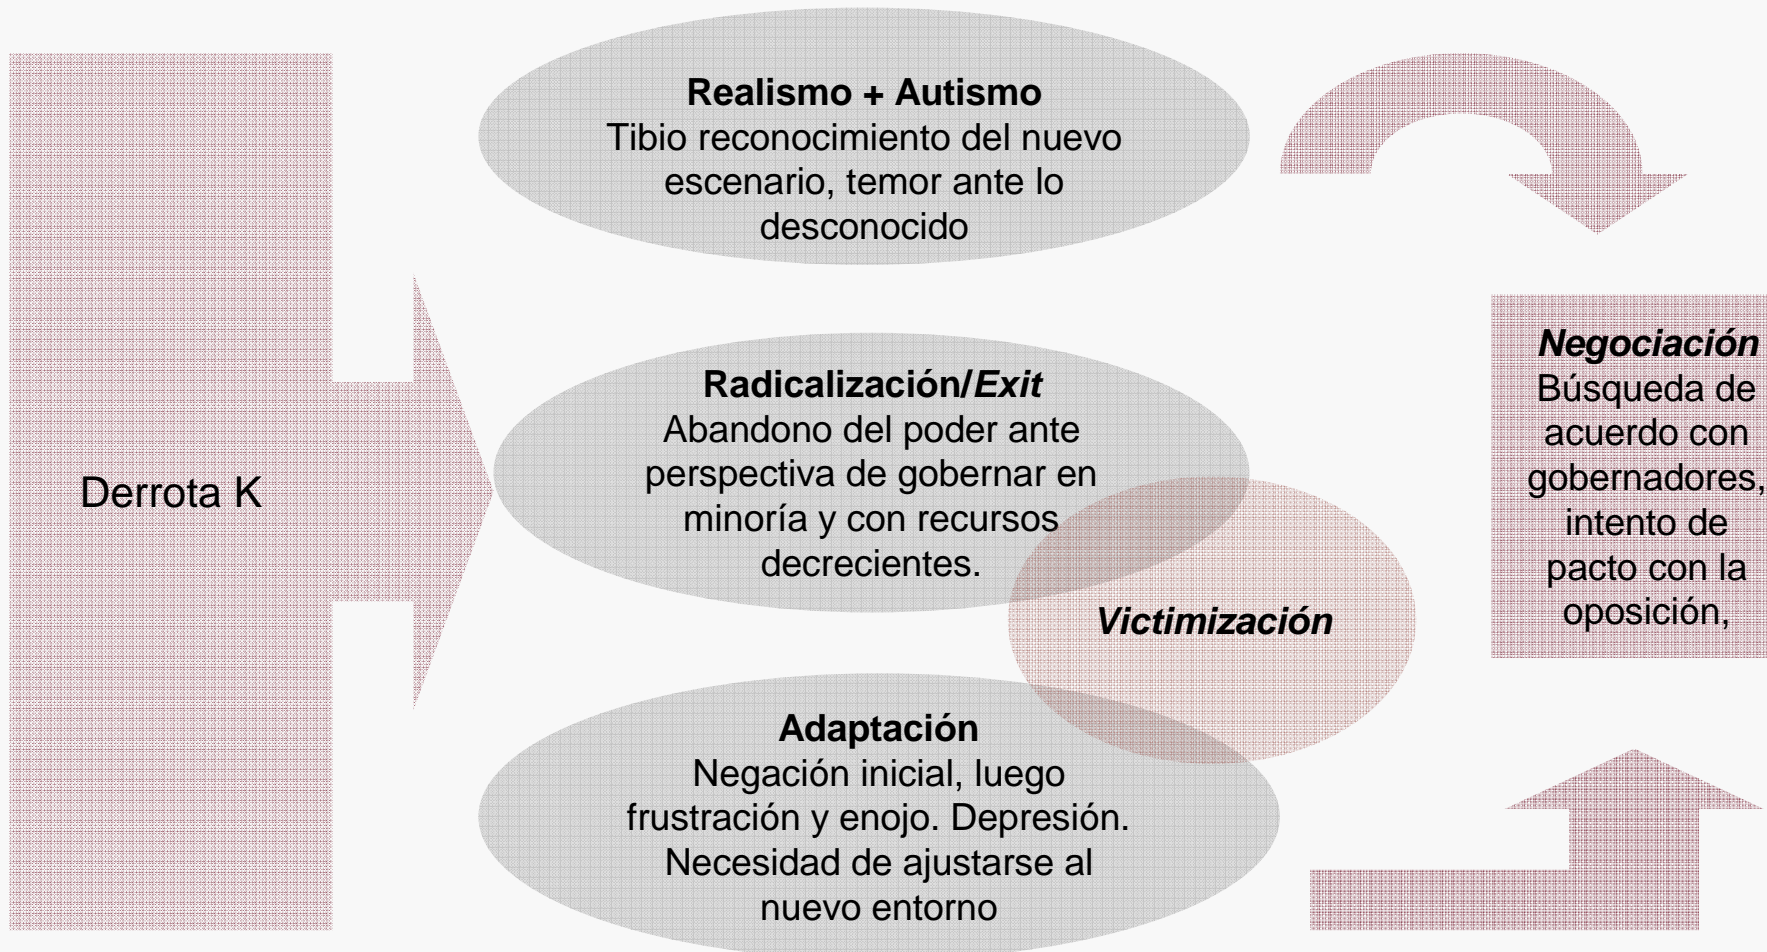 Derrota K
Realismo + Autismo
Tibio reconocimiento del nuevo
escenario, temor ante lo
desconocido
Radicalización/Exit
Abandono del poder ante
perspectiva de gobernar en
minoría y con recursos
decrecientes.
Victimización
Adaptación
Negación inicial, luego
frustración y enojo. Depresión.
Necesidad de ajustarse al
nuevo entorno
Negociación
Búsqueda de
acuerdo con
gobernadores,
intento de
pacto con la
oposición,